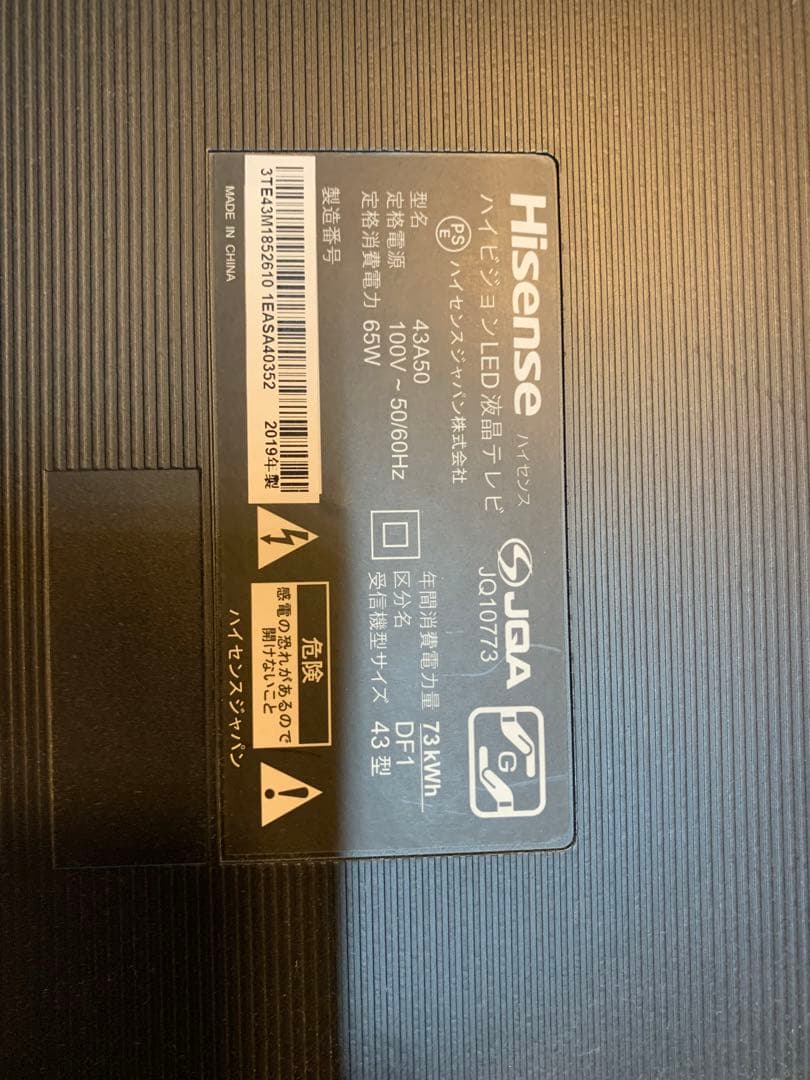 Hisense ハイセンス
ハイビジョンLED液晶テレビ
PS
E
ハイセンスジャパン株式会社
型名 43A50
定格電源 100V ~ 50/60Hz
定格消費電力 65W
製造番号
3TE43M1852610 1EASA40352 2019年製
MADE IN CHINA
JQA
JQ10773
G
年間消費電力量 73kWh
区分名 DF1
受信機型サイズ 43型
危険
感電の恐れがあるので
開けないこと
ハイセンスジャパン